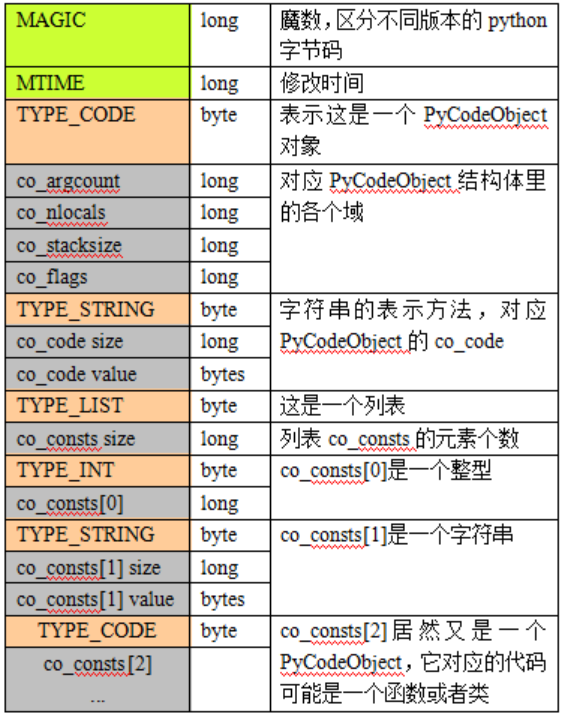 MAGIC long 魔数，区分不同版本的 python
字节码
MTIME long 修改时间
TYPE_CODE byte 表示这是一个 PyCodeObject
对象
co_argcount long 对应 PyCodeObject 结构体里
co_nlocals long 的各个域
co_stacksize long
co_flags long
TYPE_STRING byte 字符串的表示方法，对应
co_code size long PyCodeObject 的 co_code
co_code value bytes
TYPE_LIST byte 这是一个列表
co_consts size long 列表 co_consts 的元素个数
TYPE_INT byte co_consts[0]是一个整型
co_consts[0] long
TYPE_STRING byte co_consts[1]是一个字符串
co_consts[1] size long
co_consts[1] value bytes
TYPE_CODE byte co_consts[2]居然又是一个
co_consts[2] PyCodeObject，它对应的代码
... 可能是一个函数或者类